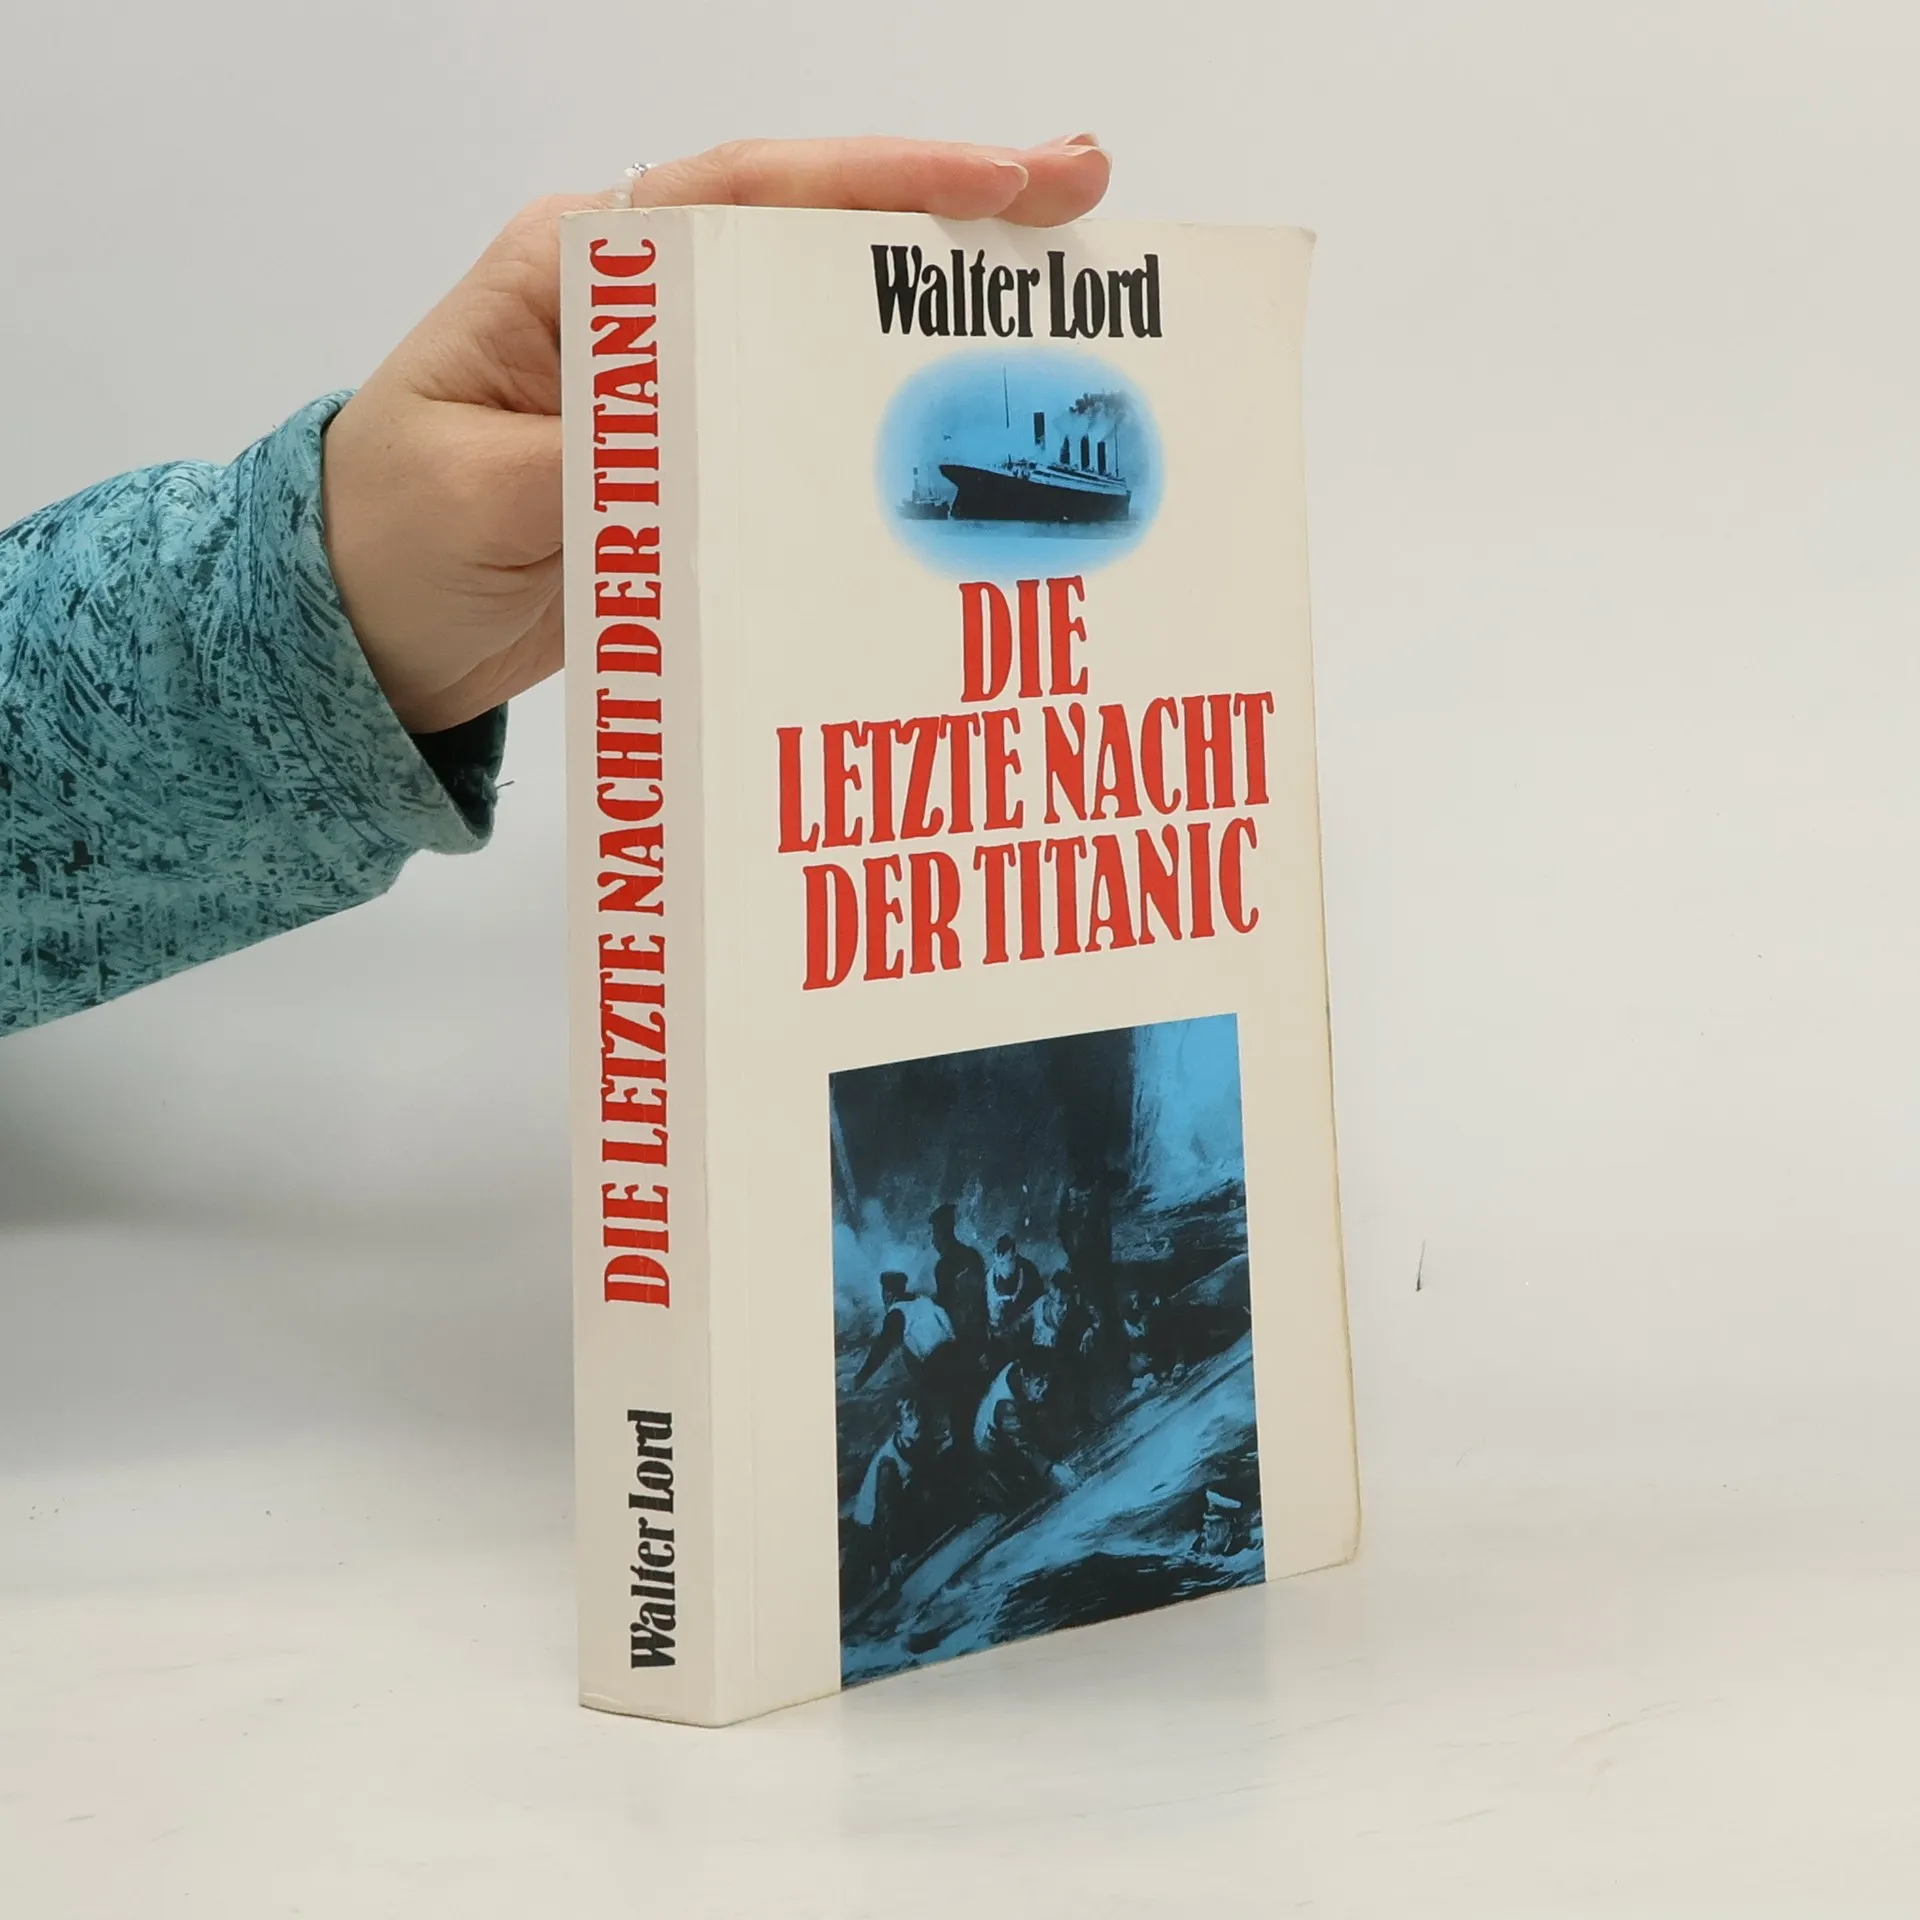 DIE LETZTE NACHT DER TITANIC
Walter Lord
Walter Lord
DIE
LETZTE NACHT
DER TITANIC